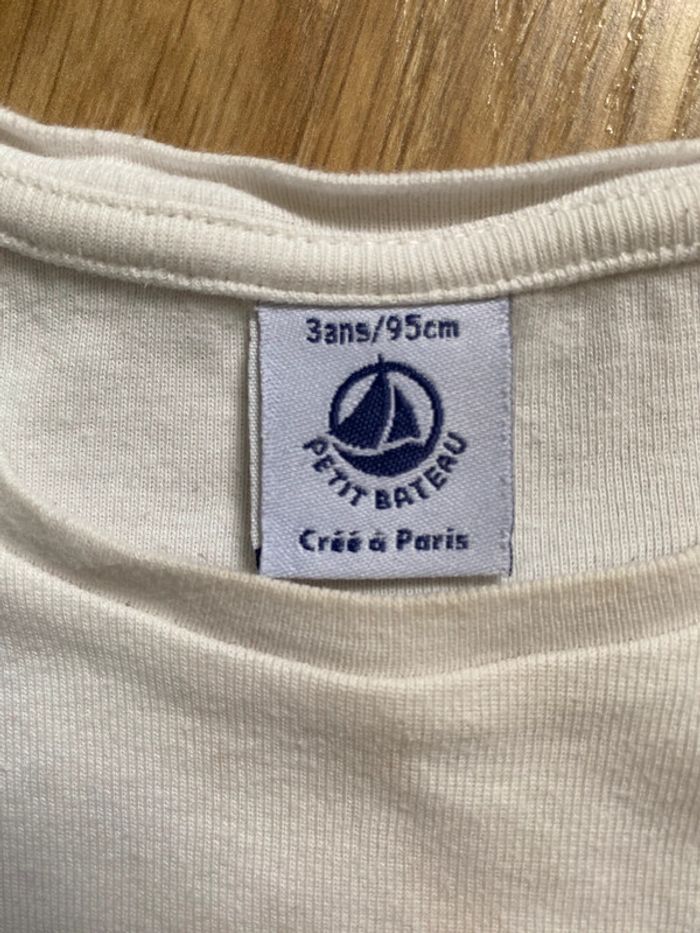 3ans/95cm
PETIT BATEAU
Créé à Paris